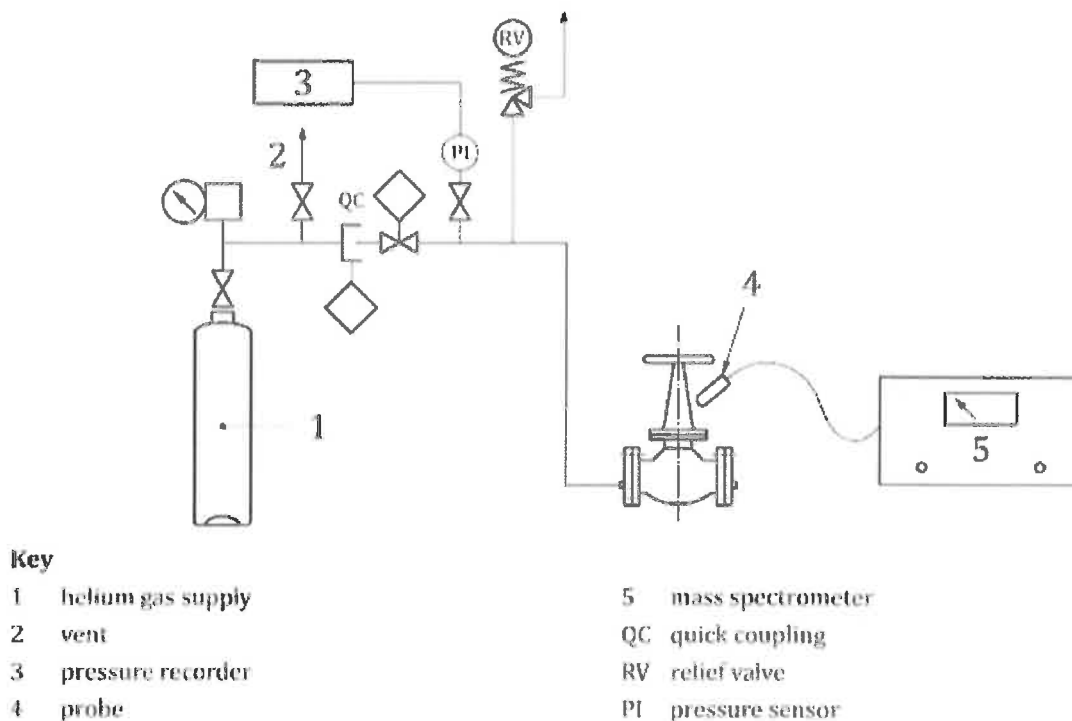 RV
3
2
PI
QC
4
1
5
Key
1 helium gas supply
2 vent
3 pressure recorder
4 probe
5 mass spectrometer
QC quick coupling
RV relief valve
PI pressure sensor